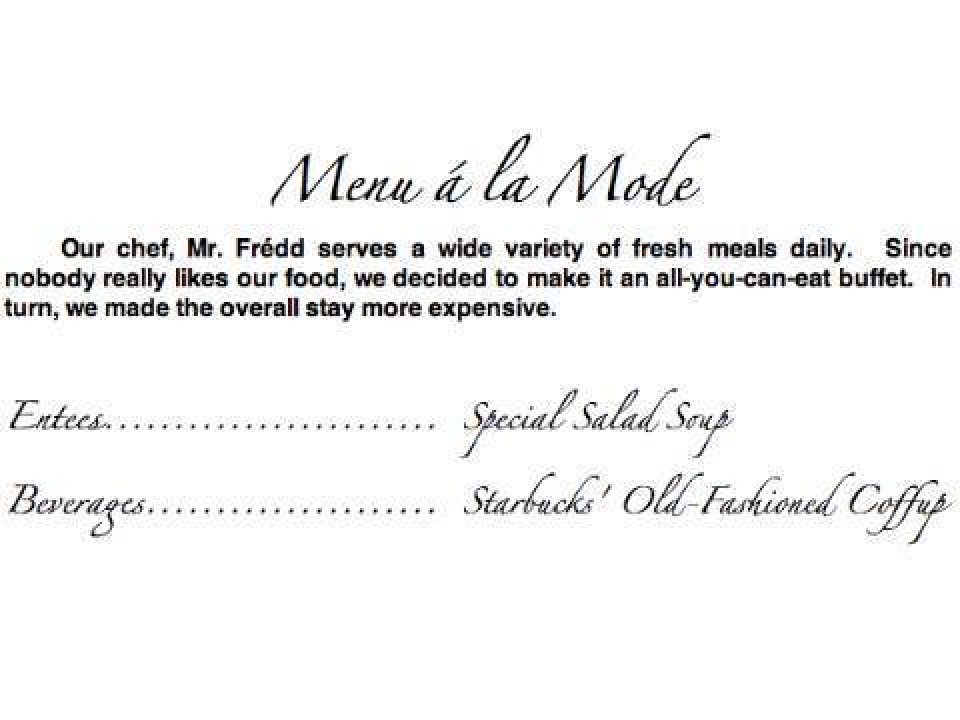 Menu á la Mode
Our chef, Mr. Frédd serves a wide variety of fresh meals daily. Since
nobody really likes our food, we decided to make it an all-you-can-eat buffet. In
turn, we made the overall stay more expensive.
Entees........................ Special Salad Soup
Beverages..................... Starbucks' Old-Fashioned Coffup